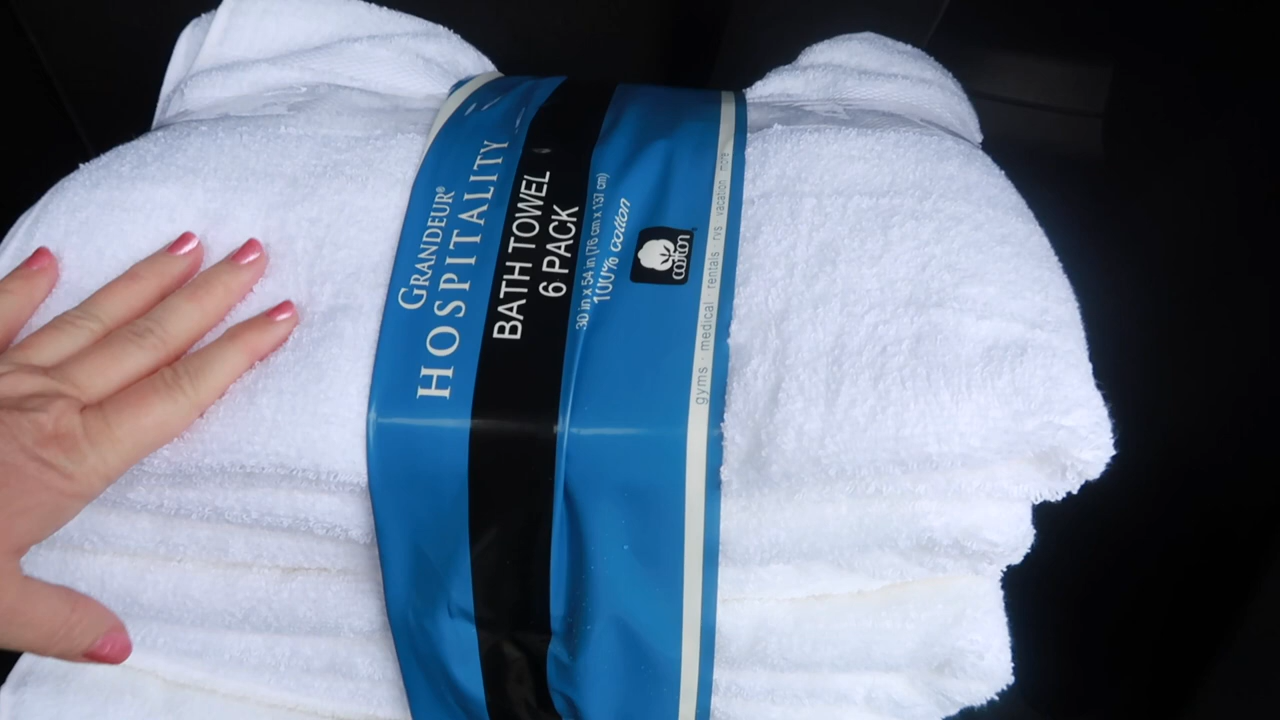 GRANDEUR®
HOSPITALITY
BATH TOWEL
6 PACK
30 in x 54 in (76 cm x 137 cm)
100% cotton
cotton®
gyms · medical · rentals · rvs · vacation · more